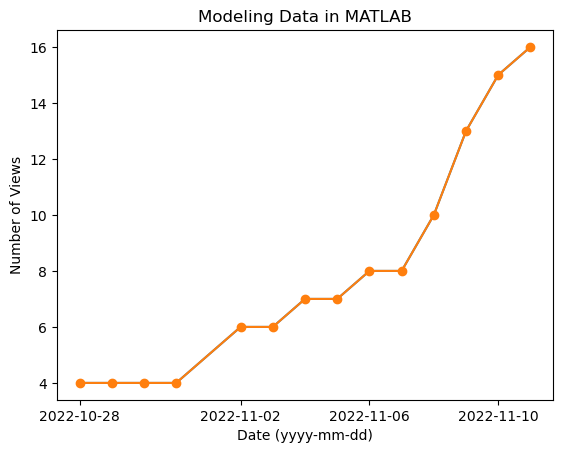 Modeling Data in MATLAB
16
14
12
10
8
6
4
Number of Views
2022-10-28 2022-11-02 2022-11-06 2022-11-10
Date (yyyy-mm-dd)